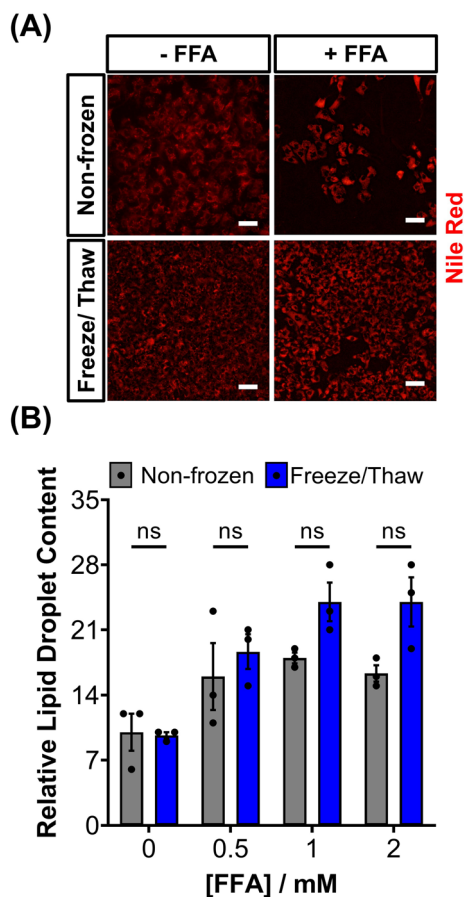 (A)
- FFA
+ FFA
Non-frozen
Freeze/ Thaw
Nile Red
(B)
Non-frozen
Freeze/Thaw
Relative Lipid Droplet Content
35
28
21
14
7
0
ns
ns
ns
ns
0
0.5
1
2
[FFA] / mM